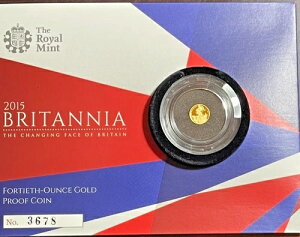 The
Royal
Mint
2015
BRITANNIA
THE CHANGING FACE OF BRITAIN
FORTIETH-OUNCE GOLD
PROOF COIN
No. 3678